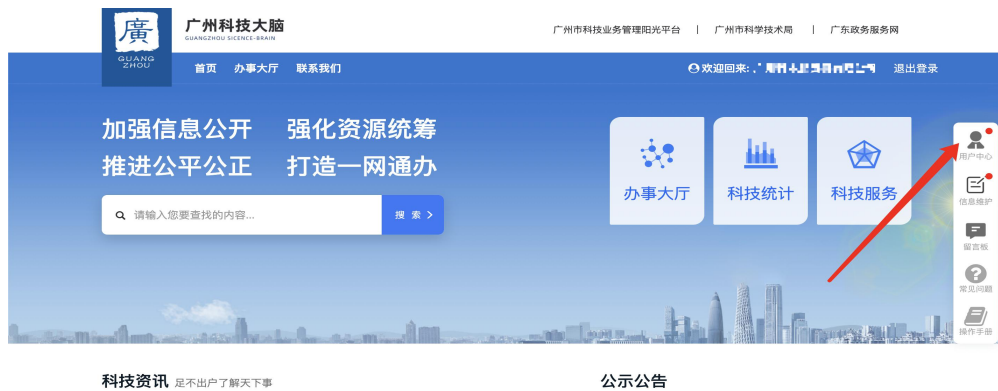 廣
GUANG
ZHOU
广州科技大脑
GUANGZHOU SICENCE-BRAIN
广州市科技业务管理阳光平台 | 广州市科学技术局 | 广东政务服务网
首页 办事大厅 联系我们
欢迎回来:
退出登录
加强信息公开 强化资源统筹
推进公平公正 打造一网通办
请输入您要查找的内容...
搜 索
办事大厅
科技统计
科技服务
用户中心
信息维护
留言板
常见问题
操作手册
科技资讯 足不出户了解天下事
公示公告